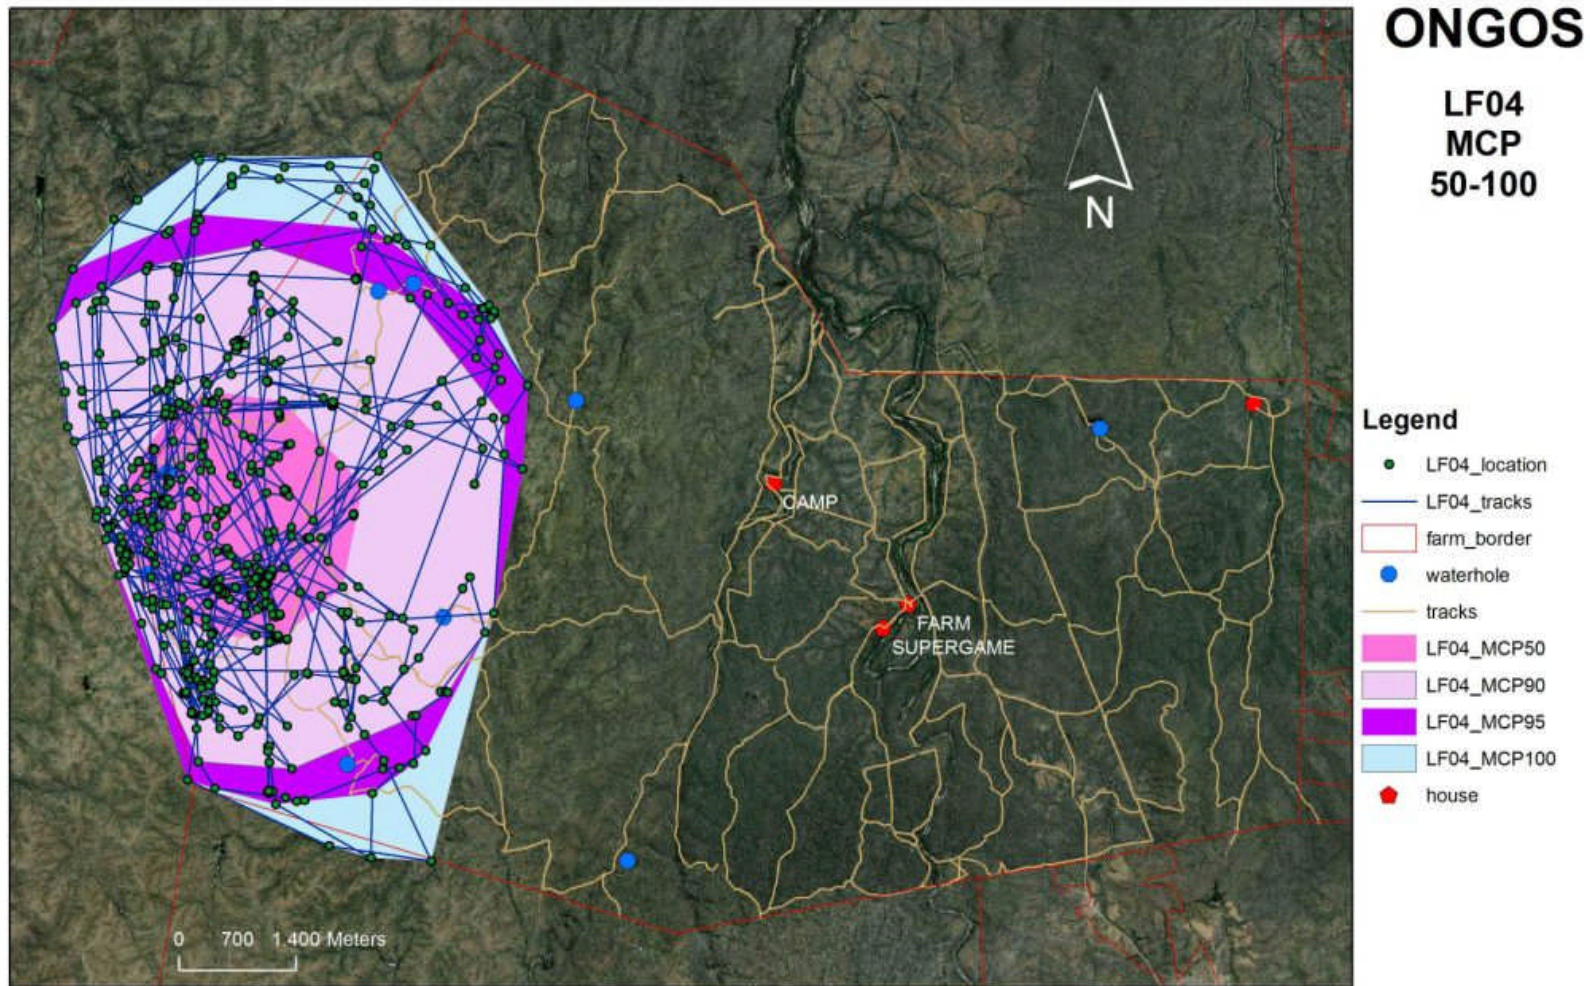 ONGOS
LF04
MCP
50-100
N
CAMP
FARM
SUPERGAME
0 700 1.400 Meters
Legend
LF04_location
LF04_tracks
farm_border
waterhole
tracks
LF04_MCP50
LF04_MCP90
LF04_MCP95
LF04_MCP100
house